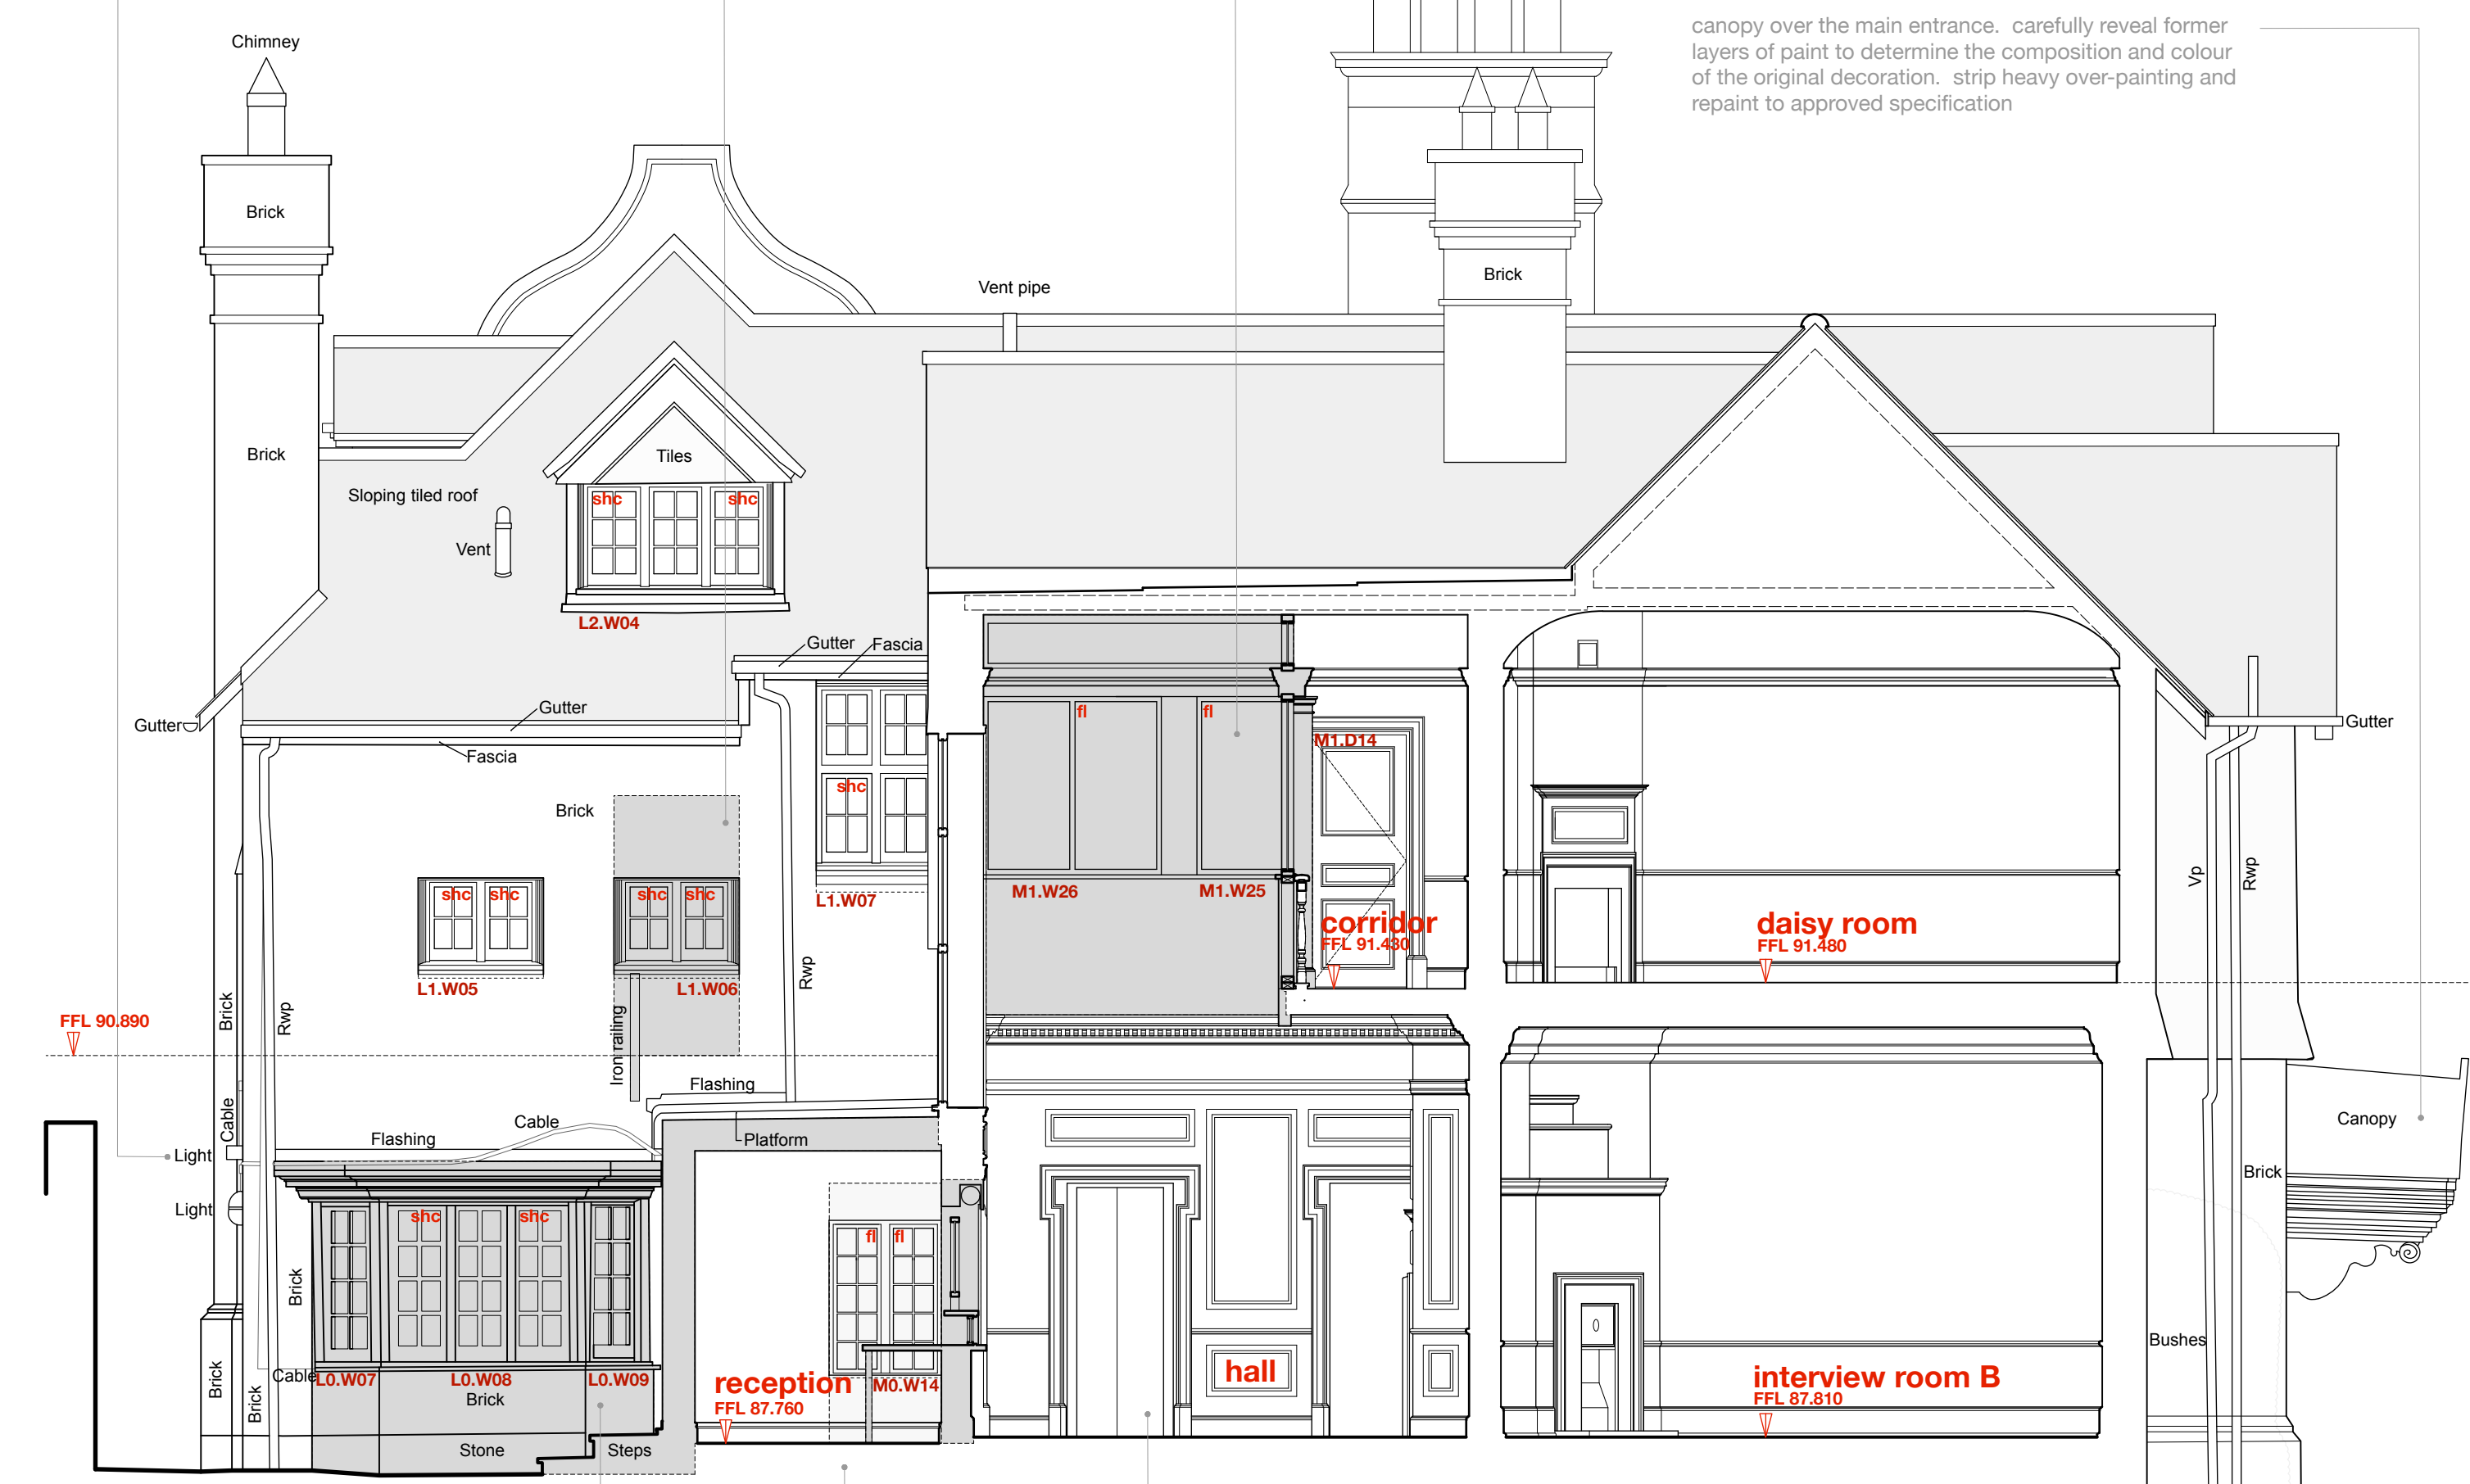 canopy over the main entrance.  carefully reveal former
layers of paint to determine the composition and colour
of the original decoration.  strip heavy over-painting and
repaint to approved specification
Chimney
Brick
Brick
Vent pipe
Brick
Tiles
Sloping tiled roof
shc
shc
Vent
L2.W04
Gutter
Fascia
Gutter
Gutter
Gutter
Fascia
fl
fl
M1.D14
shc
Brick
Vp
Rwp
shc
shc
shc
shc
L1.W07
M1.W26
M1.W25
corridor
FFL 91.430
daisy room
FFL 91.480
L1.W05
L1.W06
Rwp
Brick
Rwp
FFL 90.890
Iron railing
Flashing
Cable
Cable
Flashing
Platform
Canopy
Light
Light
Brick
shc
shc
fl
fl
Brick
Bushes
Brick
Brick
Cable
L0.W07
L0.W08
L0.W09
Brick
reception
FFL 87.760
M0.W14
hall
interview room B
FFL 87.810
Stone
Steps